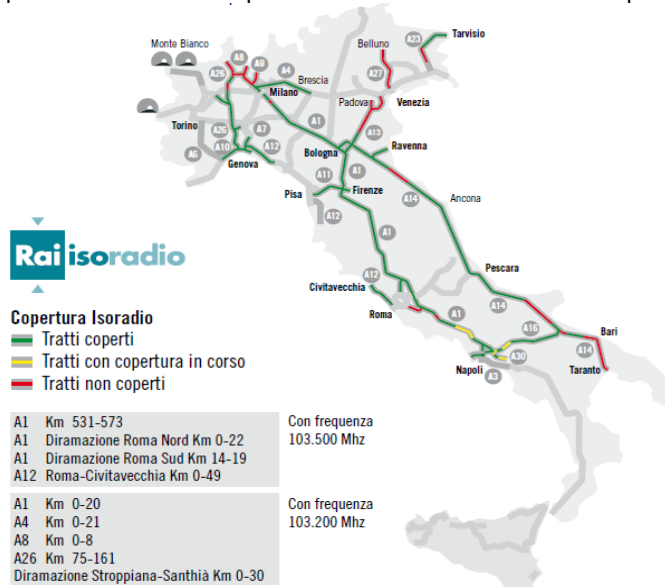 Monte Bianco
A26
A8
A9
A4
Brescia
Milano
Belluno
A23
Tarvisio
A27
Padova
Venezia
Torino
A26
A7
A10
A12
A6
Genova
A1
A13
Bologna
Ravenna
A11
A1
Pisa
Firenze
A12
A14
Ancona
A1
Rai isoradio
A12
Civitavecchia
Roma
Pescara
A14
A1
A16
Bari
A14
A30
Napoli
A3
Taranto
Copertura Isoradio
Tratti coperti
Tratti con copertura in corso
Tratti non coperti
A1 Km 531-573
A1 Diramazione Roma Nord Km 0-22
A1 Diramazione Roma Sud Km 14-19
A12 Roma-Civitavecchia Km 0-49
Con frequenza
103.500 Mhz
A1 Km 0-20
A4 Km 0-21
A8 Km 0-8
A26 Km 75-161
Diramazione Stroppiana-Santhià Km 0-30
Con frequenza
103.200 Mhz